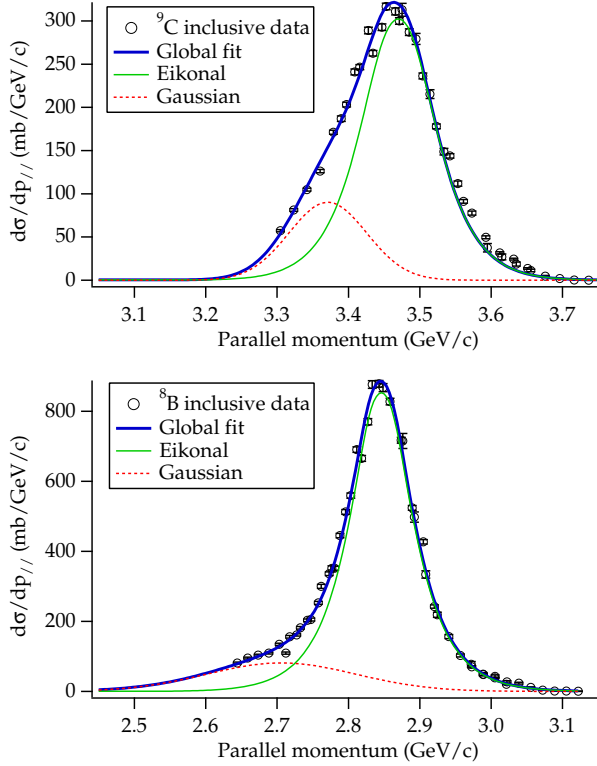 300
250
200
150
100
50
0
dσ/dp// (mb/GeV/c)
⁹C inclusive data
Global fit
Eikonal
Gaussian
3.1 3.2 3.3 3.4 3.5 3.6 3.7
Parallel momentum (GeV/c)
800
600
400
200
0
dσ/dp// (mb/GeV/c)
⁸B inclusive data
Global fit
Eikonal
Gaussian
2.5 2.6 2.7 2.8 2.9 3.0 3.1
Parallel momentum (GeV/c)